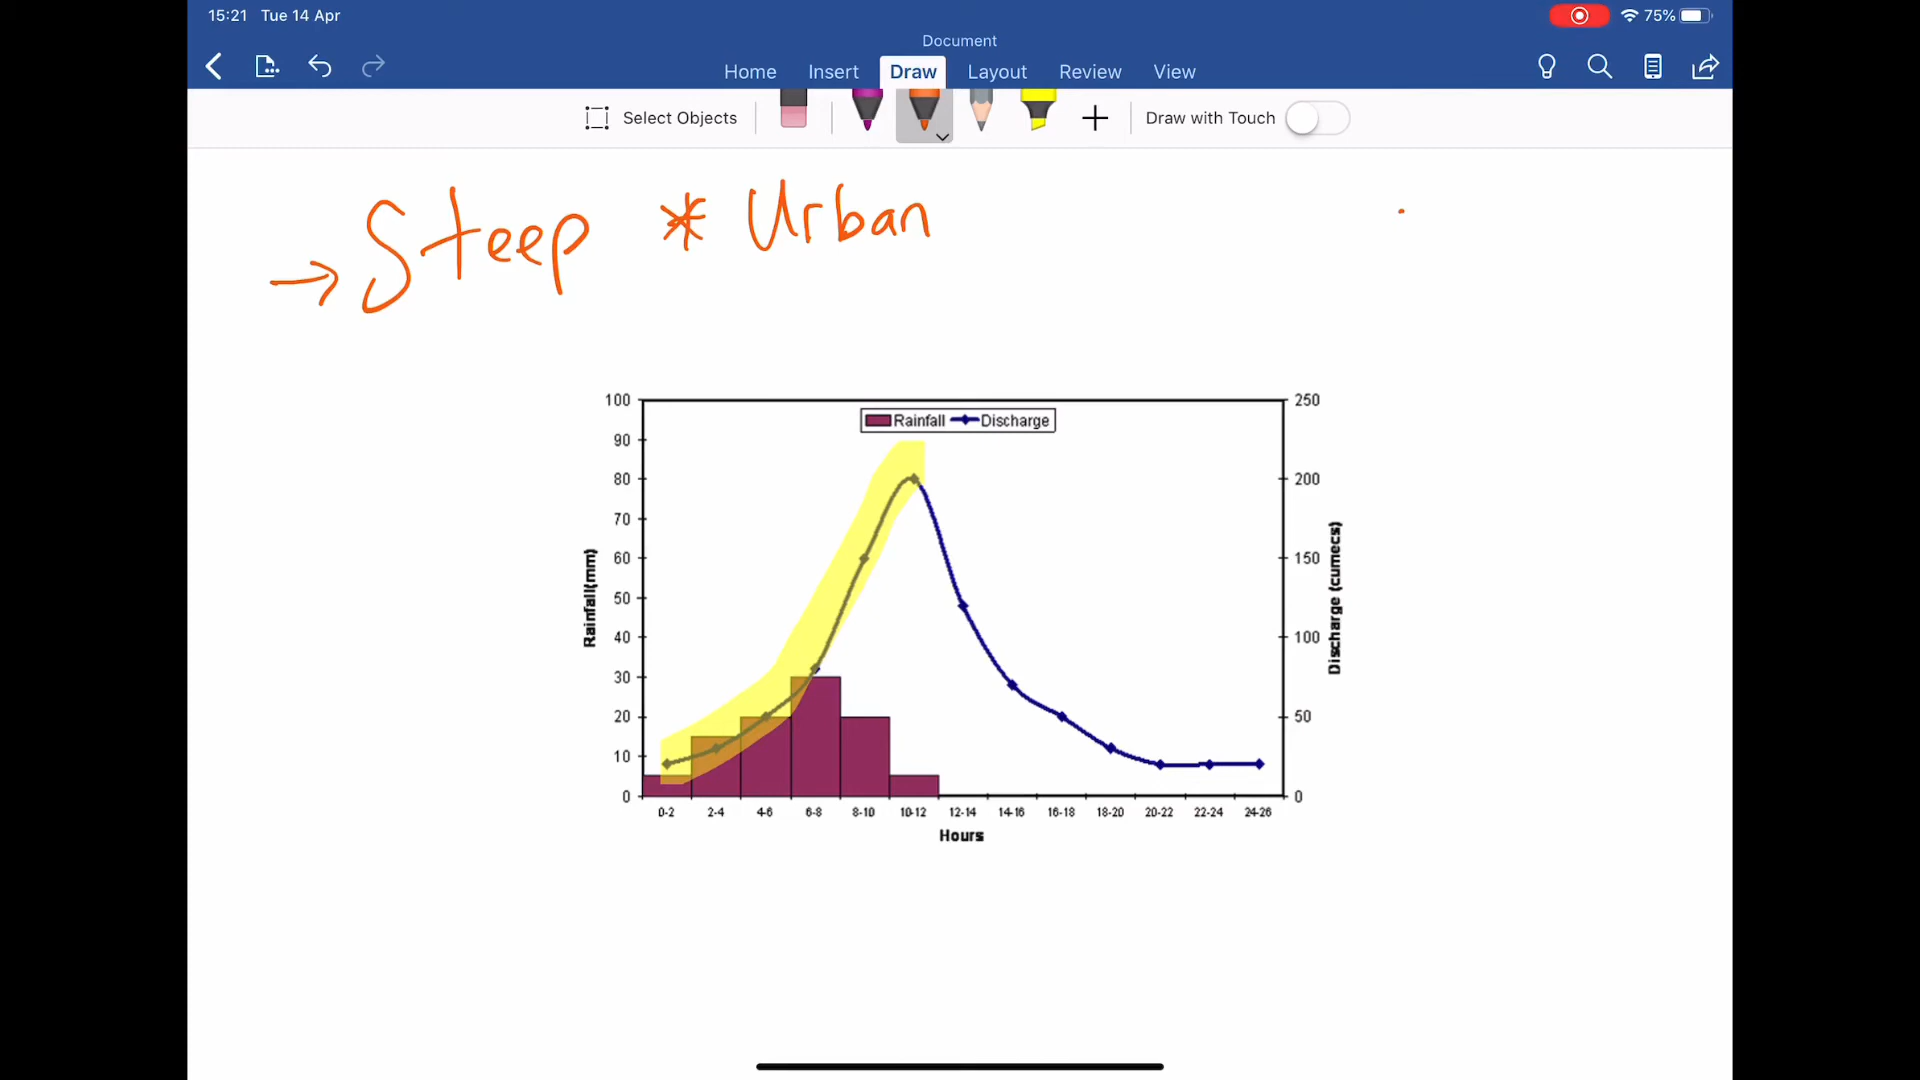 15:21 Tue 14 Apr 75%
Document
Home Insert Draw Layout Review View
Select Objects Draw with Touch
→ Steep * Urban
Rainfall Discharge
100 250
90
80 200
70
60 150
50
40 100
30
20 50
10
0 0
Rainfall(mm)
Discharge (cumecs)
0-2 2-4 4-6 6-8 8-10 10-12 12-14 14-16 16-18 18-20 20-22 22-24 24-26
Hours